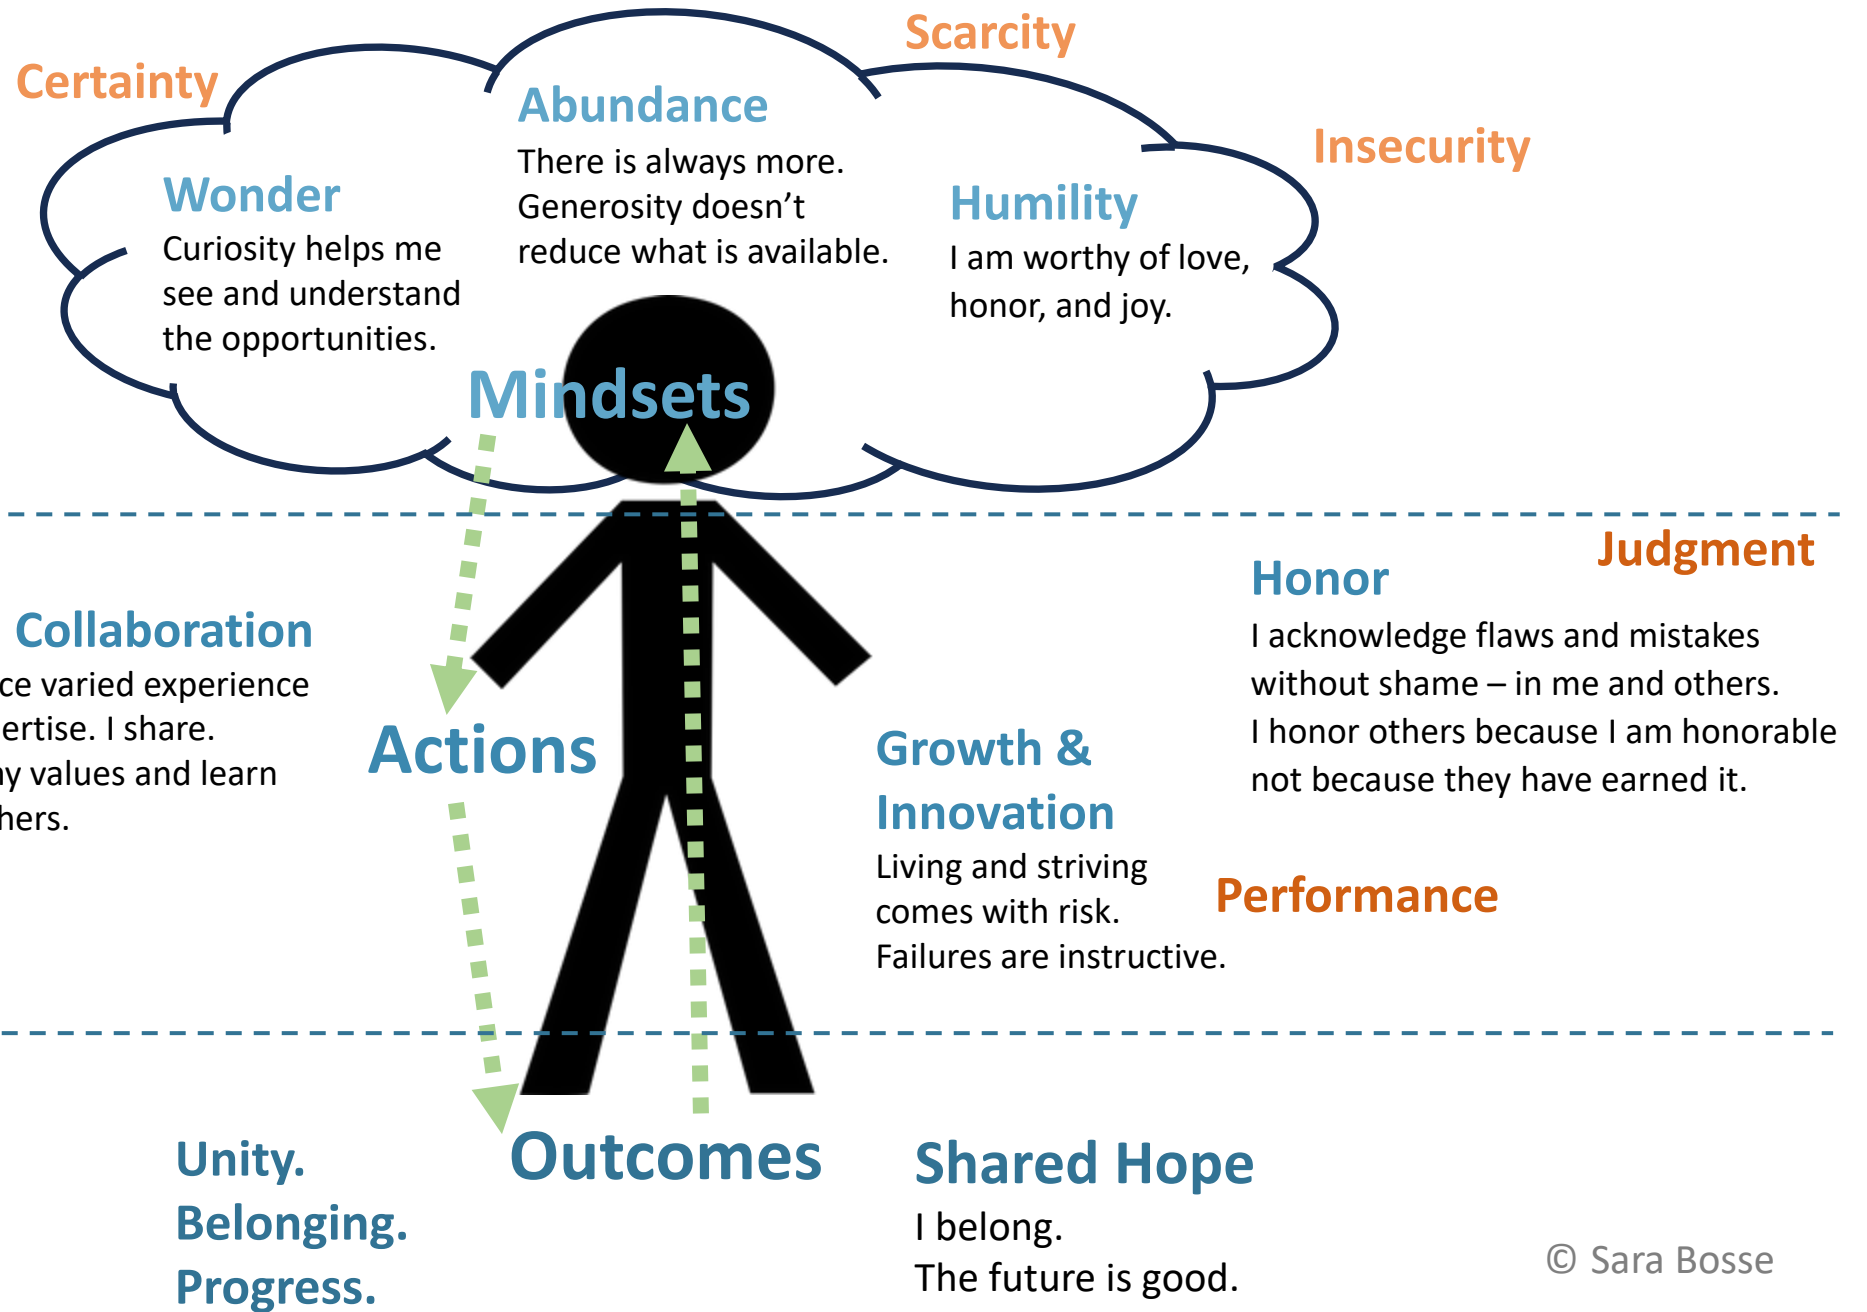 Certainty
Scarcity
Insecurity
Wonder
Curiosity helps me
see and understand
the opportunities.
Abundance
There is always more.
Generosity doesn’t
reduce what is available.
Humility
I am worthy of love,
honor, and joy.
Mindsets
Collaboration
varied experience
I share.
values and learn
Actions
Growth &
Innovation
Living and striving
comes with risk.
Failures are instructive.
Judgment
Honor
I acknowledge flaws and mistakes
without shame – in me and others.
I honor others because I am honorable
not because they have earned it.
Performance
Unity.
Belonging.
Progress.
Outcomes
Shared Hope
I belong.
The future is good.
© Sara Bosse